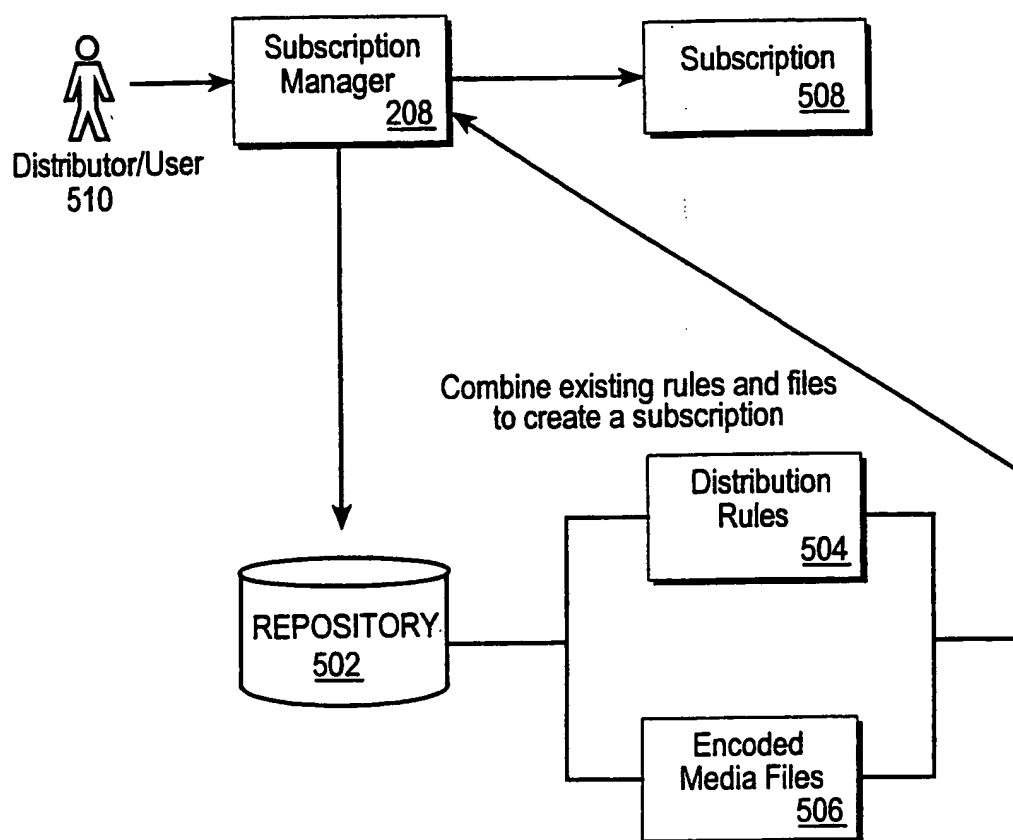 Subscription
Manager
208
Subscription
508
Distributor/User
510
Combine existing rules and files
to create a subscription
Distribution
Rules
504
REPOSITORY
502
Encoded
Media Files
506